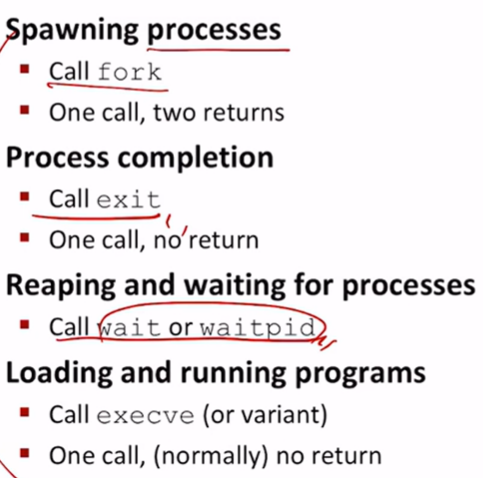 Spawning processes
▪ Call fork
▪ One call, two returns
Process completion
▪ Call exit
▪ One call, no return
Reaping and waiting for processes
▪ Call wait or waitpid
Loading and running programs
▪ Call execve (or variant)
▪ One call, (normally) no return